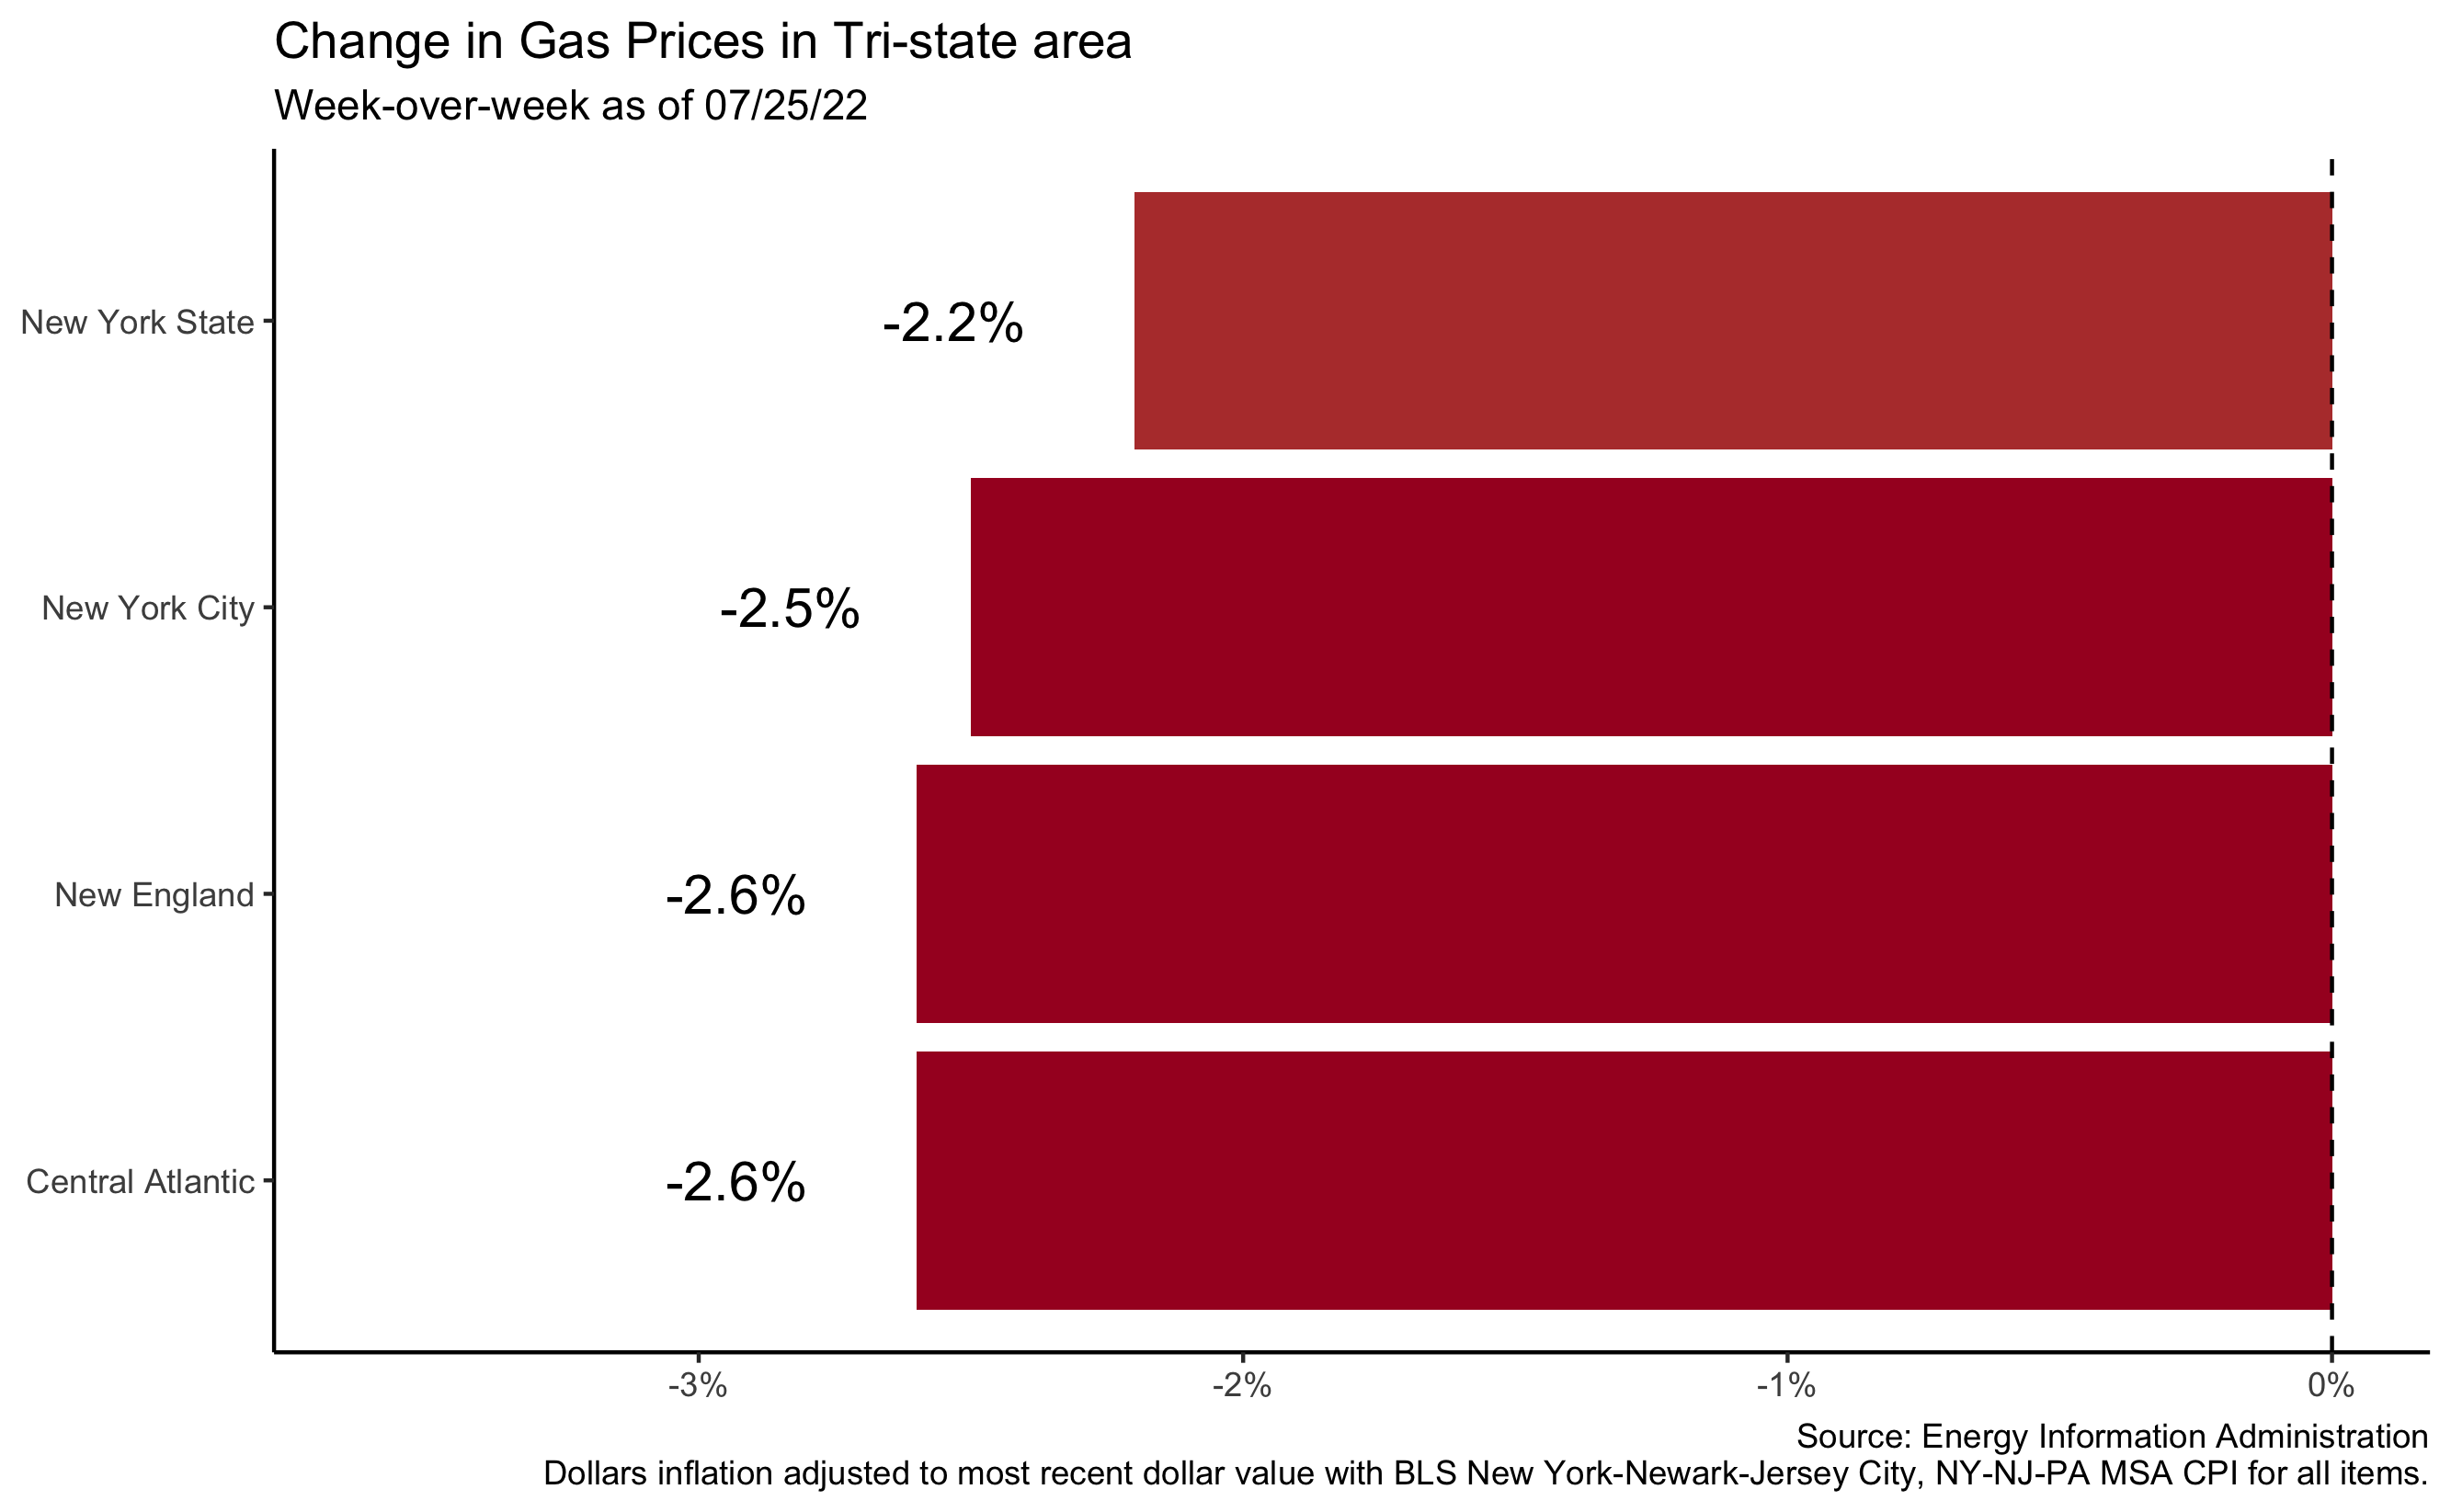 Change in Gas Prices in Tri-state area
Week-over-week as of 07/25/22
New York State
-2.2%
New York City
-2.5%
New England
-2.6%
Central Atlantic
-2.6%
-3%
-2%
-1%
0%
Source: Energy Information Administration
Dollars inflation adjusted to most recent dollar value with BLS New York-Newark-Jersey City, NY-NJ-PA MSA CPI for all items.